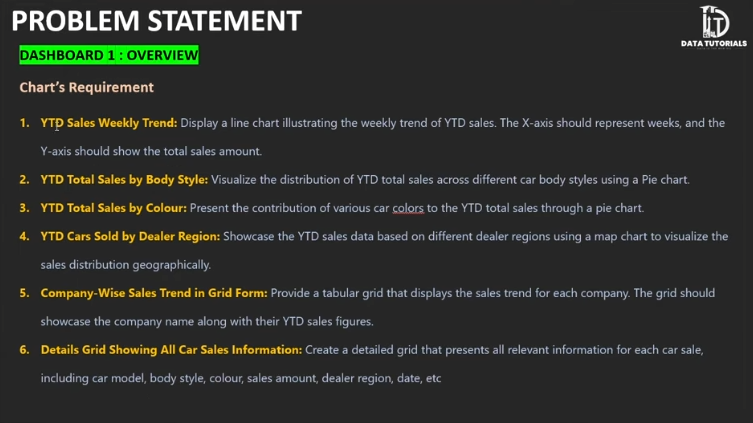 PROBLEM STATEMENT
DATA TUTORIALS
DASHBOARD 1 : OVERVIEW
Chart's Requirement
1. YTD Sales Weekly Trend: Display a line chart illustrating the weekly trend of YTD sales. The X-axis should represent weeks, and the
Y-axis should show the total sales amount.
2. YTD Total Sales by Body Style: Visualize the distribution of YTD total sales across different car body styles using a Pie chart.
3. YTD Total Sales by Colour: Present the contribution of various car colors to the YTD total sales through a pie chart.
4. YTD Cars Sold by Dealer Region: Showcase the YTD sales data based on different dealer regions using a map chart to visualize the
sales distribution geographically.
5. Company-Wise Sales Trend in Grid Form: Provide a tabular grid that displays the sales trend for each company. The grid should
showcase the company name along with their YTD sales figures.
6. Details Grid Showing All Car Sales Information: Create a detailed grid that presents all relevant information for each car sale,
including car model, body style, colour, sales amount, dealer region, date, etc